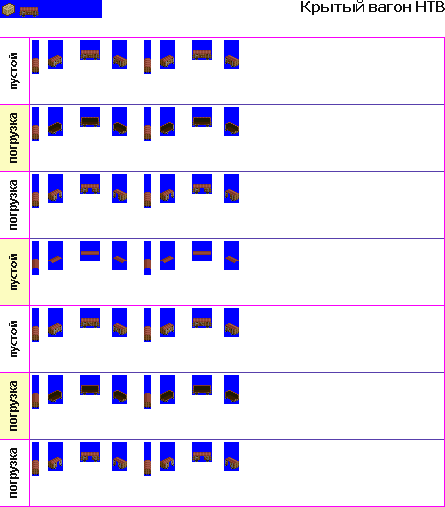 Крытый вагон НТВ
пустой
погрузка
погрузка
пустой
пустой
погрузка
погрузка